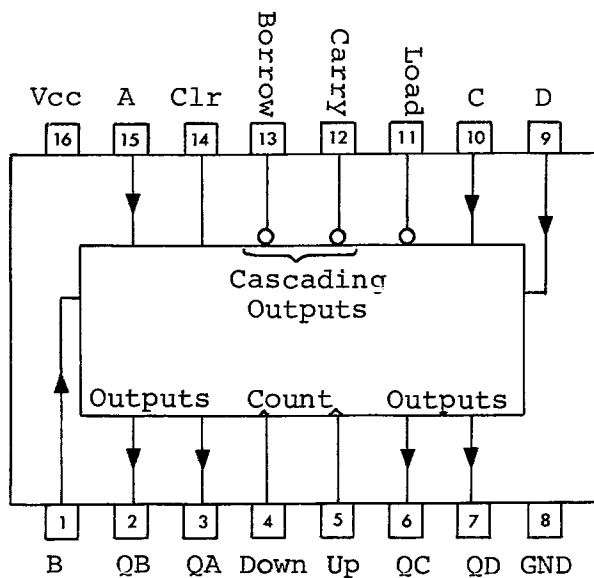 Borrow Carry Load
Vcc A Clr C D
16 15 14 13 12 11 10 9
Cascading
Outputs
Outputs Count Outputs
1 2 3 4 5 6 7 8
B QB QA Down Up QC QD GND